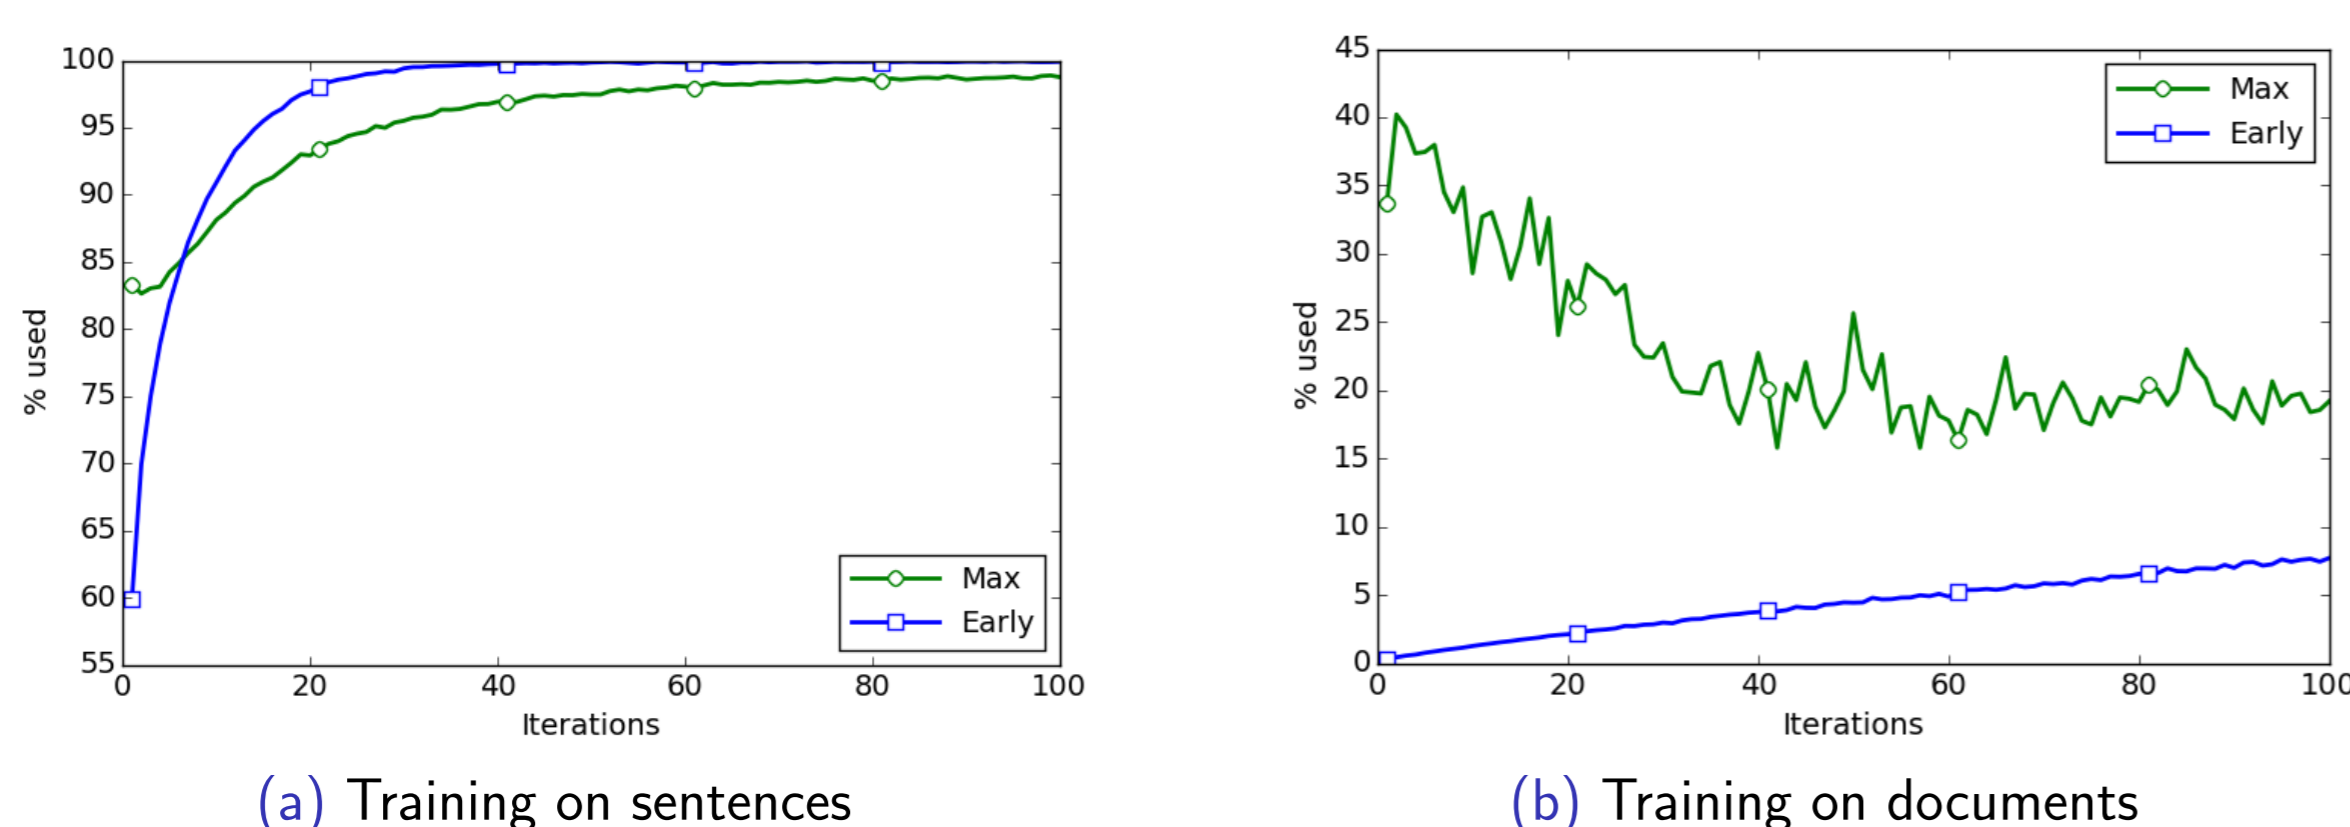 100
95
90
85
80
75
70
65
60
55
% used
0 20 40 60 80 100
Iterations
Max
Early
(a) Training on sentences
45
40
35
30
25
20
15
10
5
0
% used
0 20 40 60 80 100
Iterations
Max
Early
(b) Training on documents